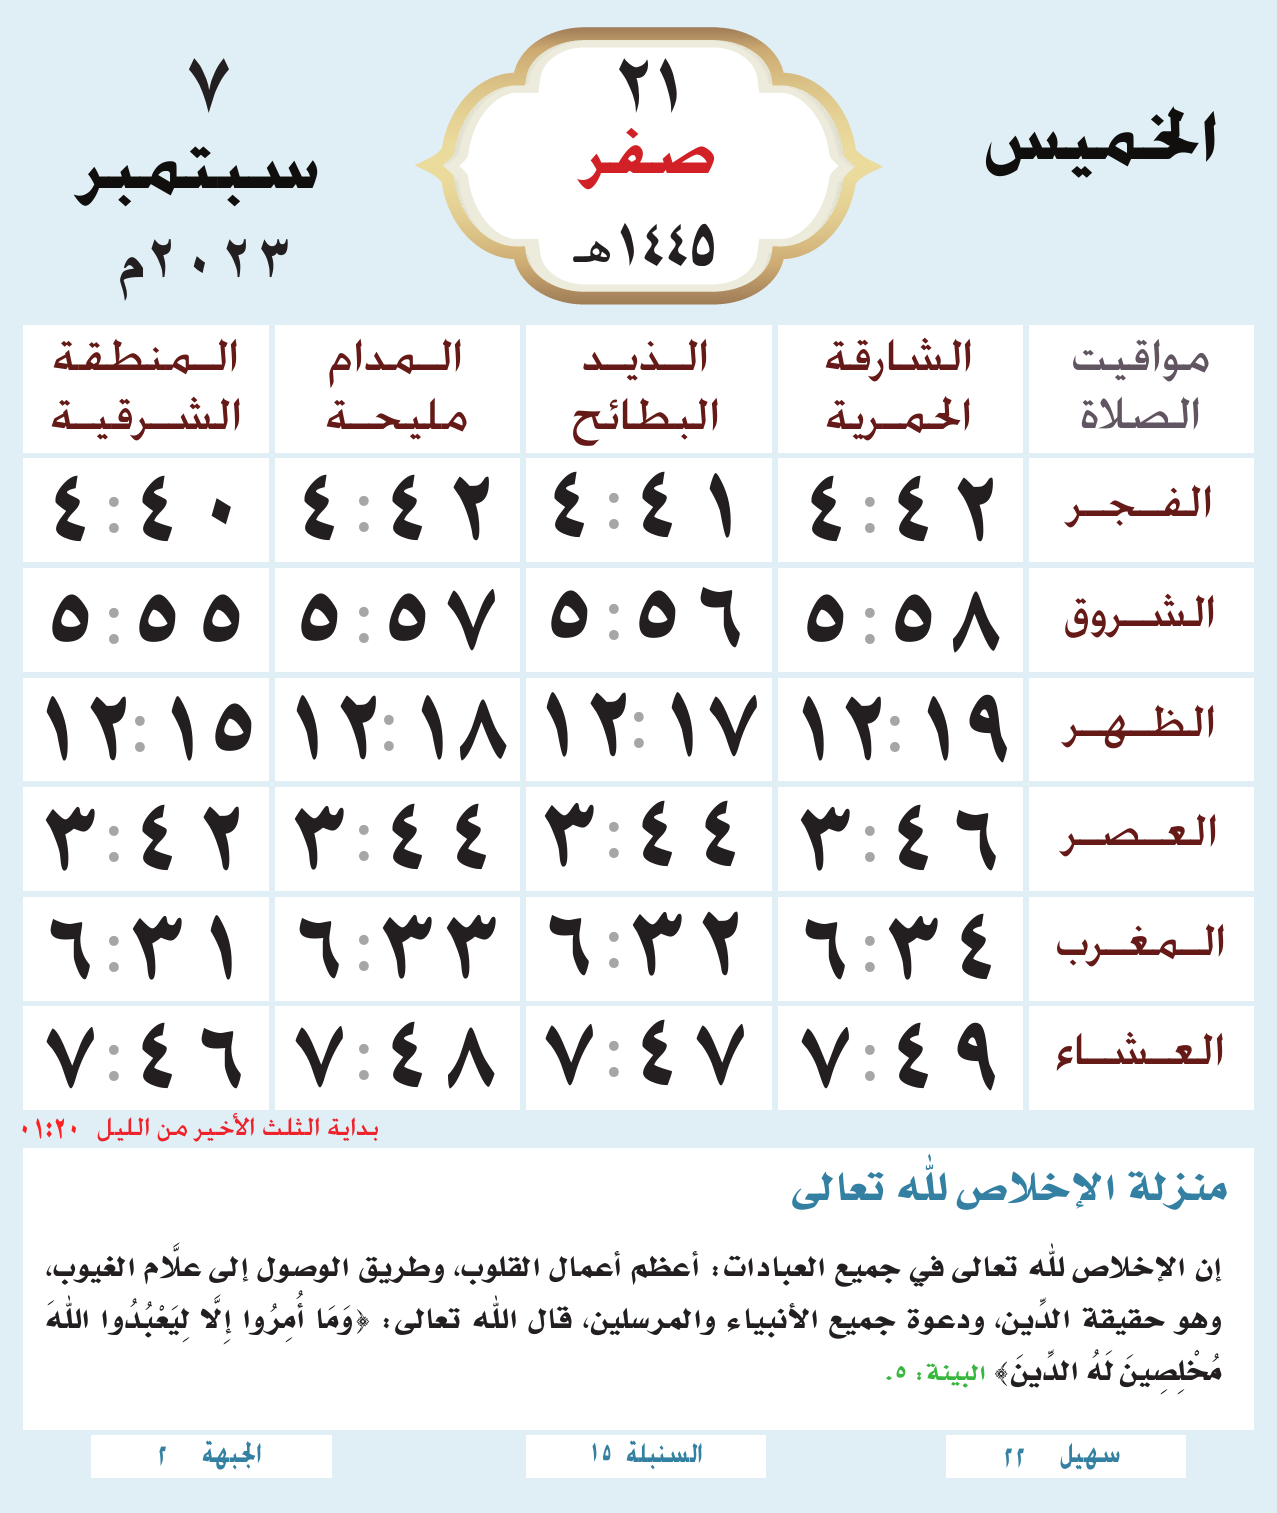 الخميس
٢١
صفر
١٤٤٥هـ
٧
سبتمبر
٢٠٢٣م
مواقيت الصلاة
الشارقة الحمرية
الذيد البطائح
المدام مليحة
المنطقة الشرقية
الفجر ٤:٤٢ ٤:٤١ ٤:٤٢ ٤:٤٠
الشروق ٥:٥٨ ٥:٥٦ ٥:٥٧ ٥:٥٥
الظهر ١٢:١٩ ١٢:١٧ ١٢:١٨ ١٢:١٥
العصر ٣:٤٦ ٣:٤٤ ٣:٤٤ ٣:٤٢
المغرب ٦:٣٤ ٦:٣٢ ٦:٣٣ ٦:٣١
العشاء ٧:٤٩ ٧:٤٧ ٧:٤٨ ٧:٤٦
بداية الثلث الأخير من الليل ٠١:٢٠
منزلة الإخلاص لله تعالى
إن الإخلاص لله تعالى في جميع العبادات: أعظم أعمال القلوب، وطريق الوصول إلى علَّام الغيوب،
وهو حقيقة الدِّين، ودعوة جميع الأنبياء والمرسلين، قال الله تعالى: ﴿وَمَا أُمِرُوا إِلَّا لِيَعْبُدُوا اللهَ
مُخْلِصِينَ لَهُ الدِّينَ﴾ البينة: ٥.
سهيل ٢٢
السنبلة ١٥
الجبهة ٢